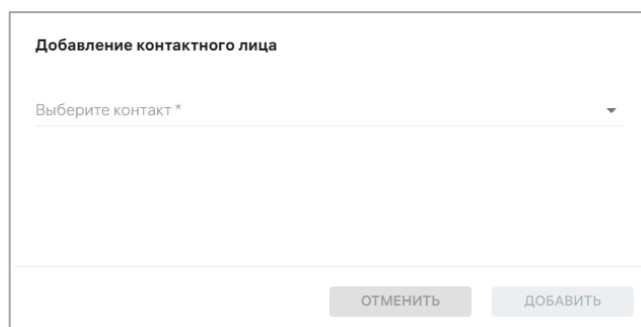 Добавление контактного лица
Выберите контакт *
ОТМЕНИТЬ ДОБАВИТЬ